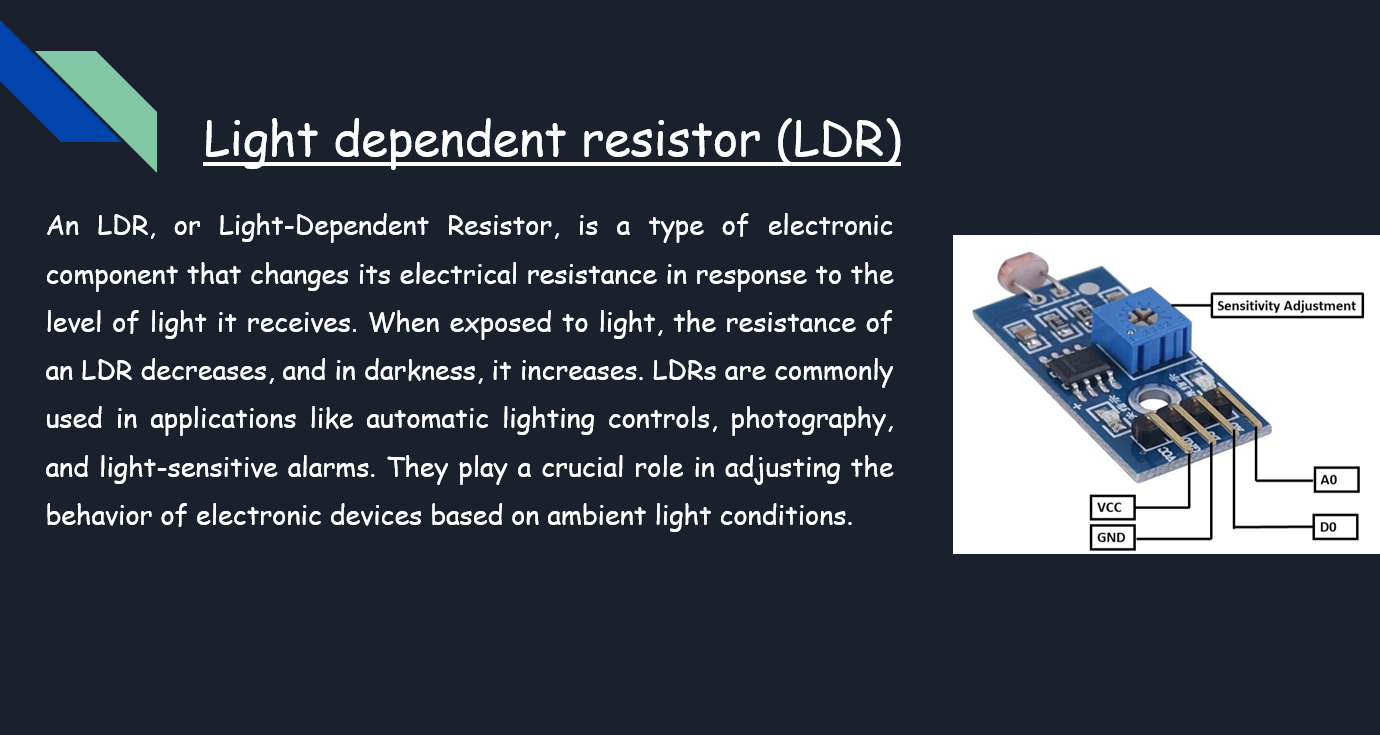 Light dependent resistor (LDR)
An LDR, or Light-Dependent Resistor, is a type of electronic
component that changes its electrical resistance in response to the
level of light it receives. When exposed to light, the resistance of
an LDR decreases, and in darkness, it increases. LDRs are commonly
used in applications like automatic lighting controls, photography,
and light-sensitive alarms. They play a crucial role in adjusting the
behavior of electronic devices based on ambient light conditions.
Sensitivity Adjustment
A0
VCC
D0
GND
VCC